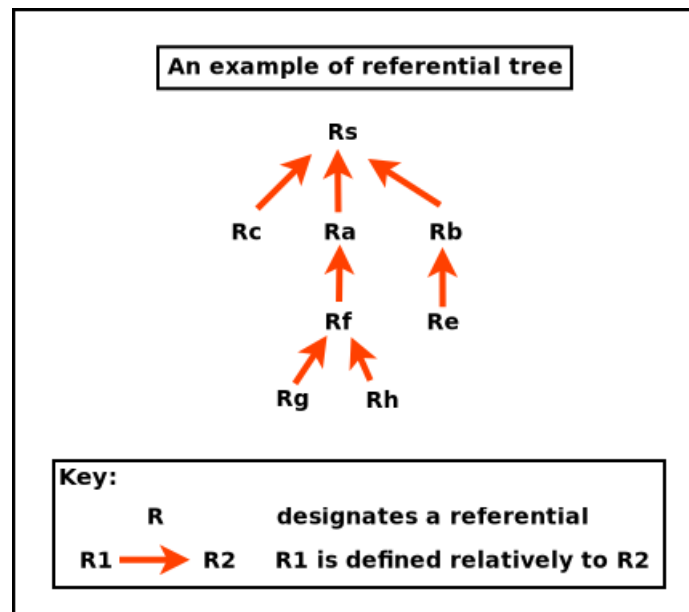 An example of referential tree
Rs
Rc Ra Rb
Rf Re
Rg Rh
Key:
R designates a referential
R1 R2 R1 is defined relatively to R2